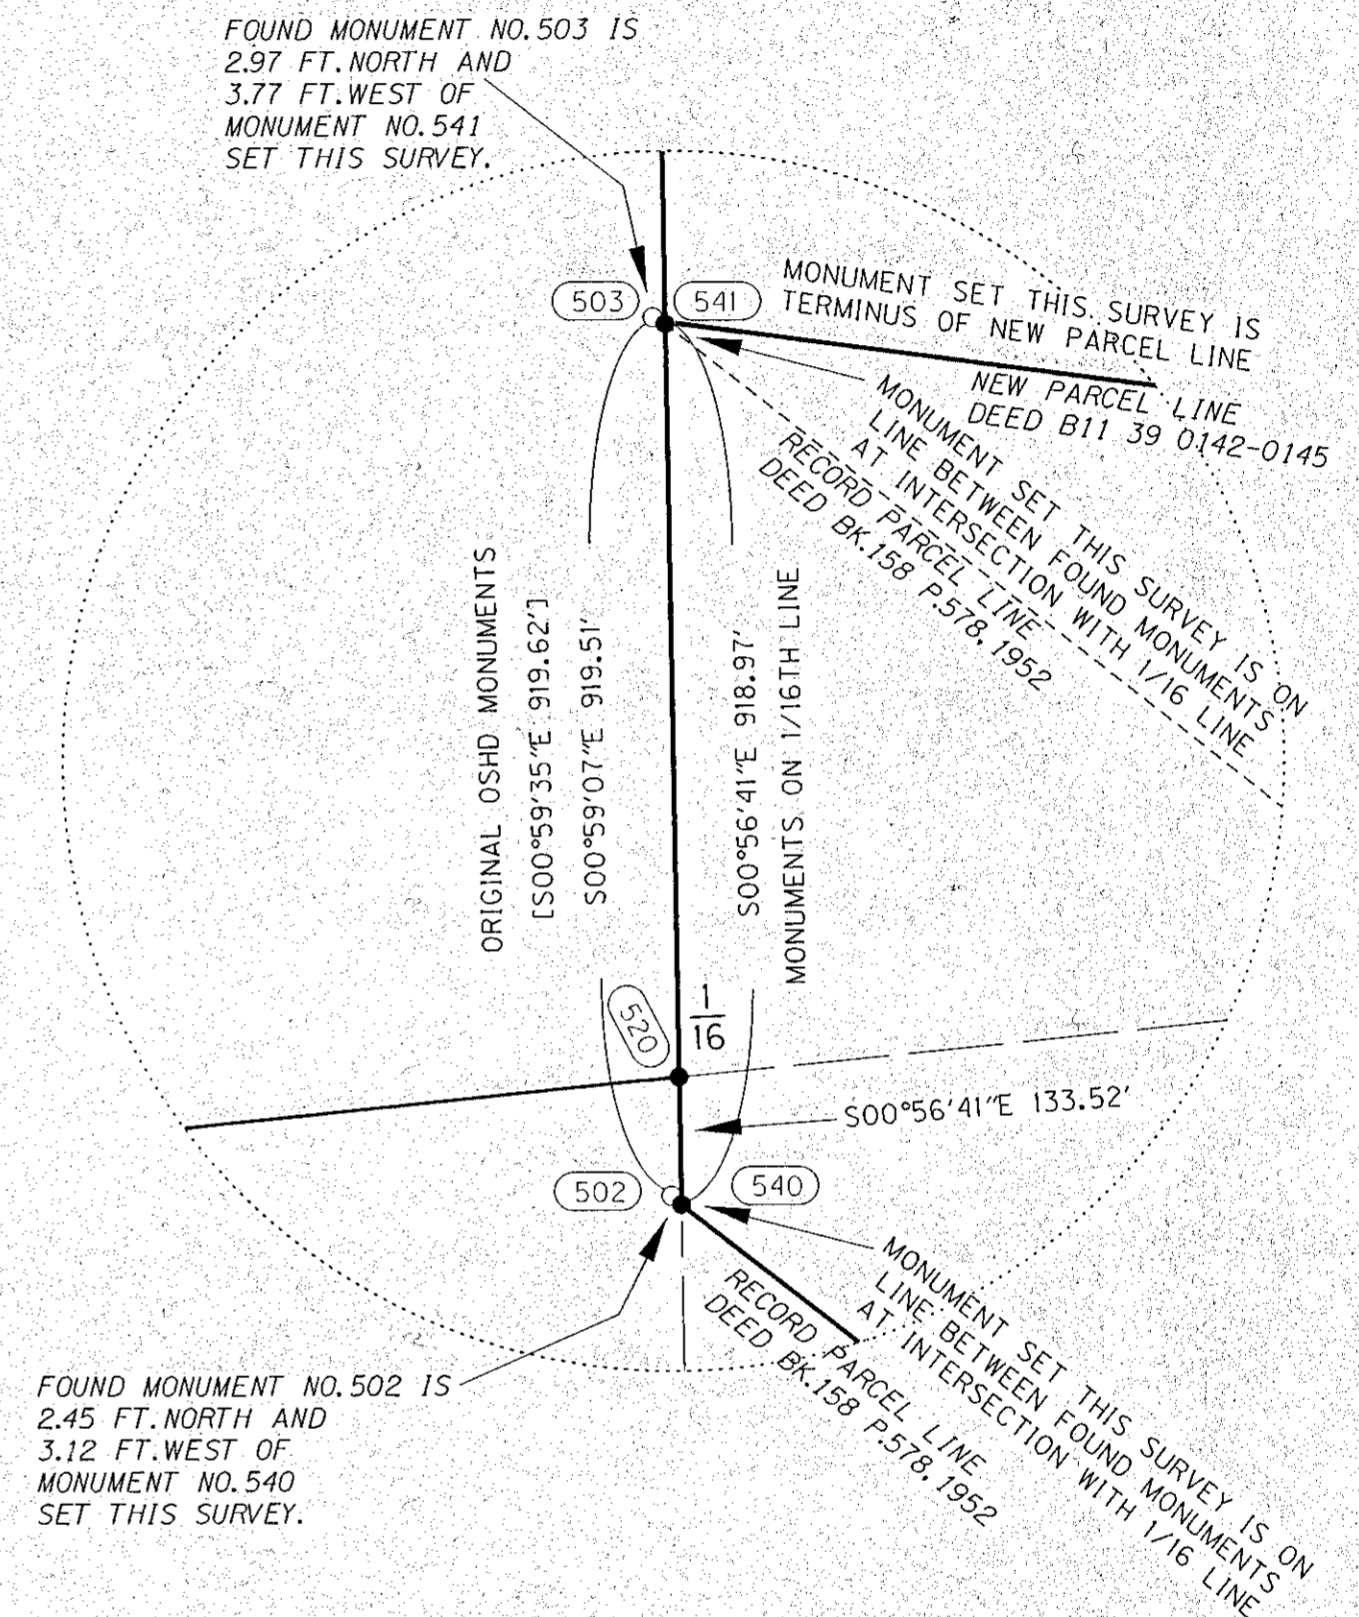 FOUND MONUMENT NO.503 IS
2.97 FT. NORTH AND
3.77 FT. WEST OF
MONUMENT NO.541
SET THIS SURVEY.
503
541
MONUMENT SET THIS SURVEY IS
TERMINUS OF NEW PARCEL LINE
NEW PARCEL LINE
DEED B11 39 0142-0145
MONUMENT SET THIS SURVEY IS ON
LINE BETWEEN FOUND MONUMENTS
AT INTERSECTION WITH 1/16 LINE
RECORD PARCEL LINE
DEED BK.158 P.578, 1952
ORIGINAL OSHD MONUMENTS
[S00°59'35"E 919.62']
S00°59'07"E 919.51'
S00°56'41"E 918.97'
MONUMENTS ON 1/16TH LINE
520
1
16
S00°56'41"E 133.52'
502
540
MONUMENT SET THIS SURVEY IS ON
LINE BETWEEN FOUND MONUMENTS
AT INTERSECTION WITH 1/16 LINE
RECORD PARCEL LINE
DEED BK.158 P.578, 1952
FOUND MONUMENT NO.502 IS
2.45 FT. NORTH AND
3.12 FT. WEST OF
MONUMENT NO.540
SET THIS SURVEY.